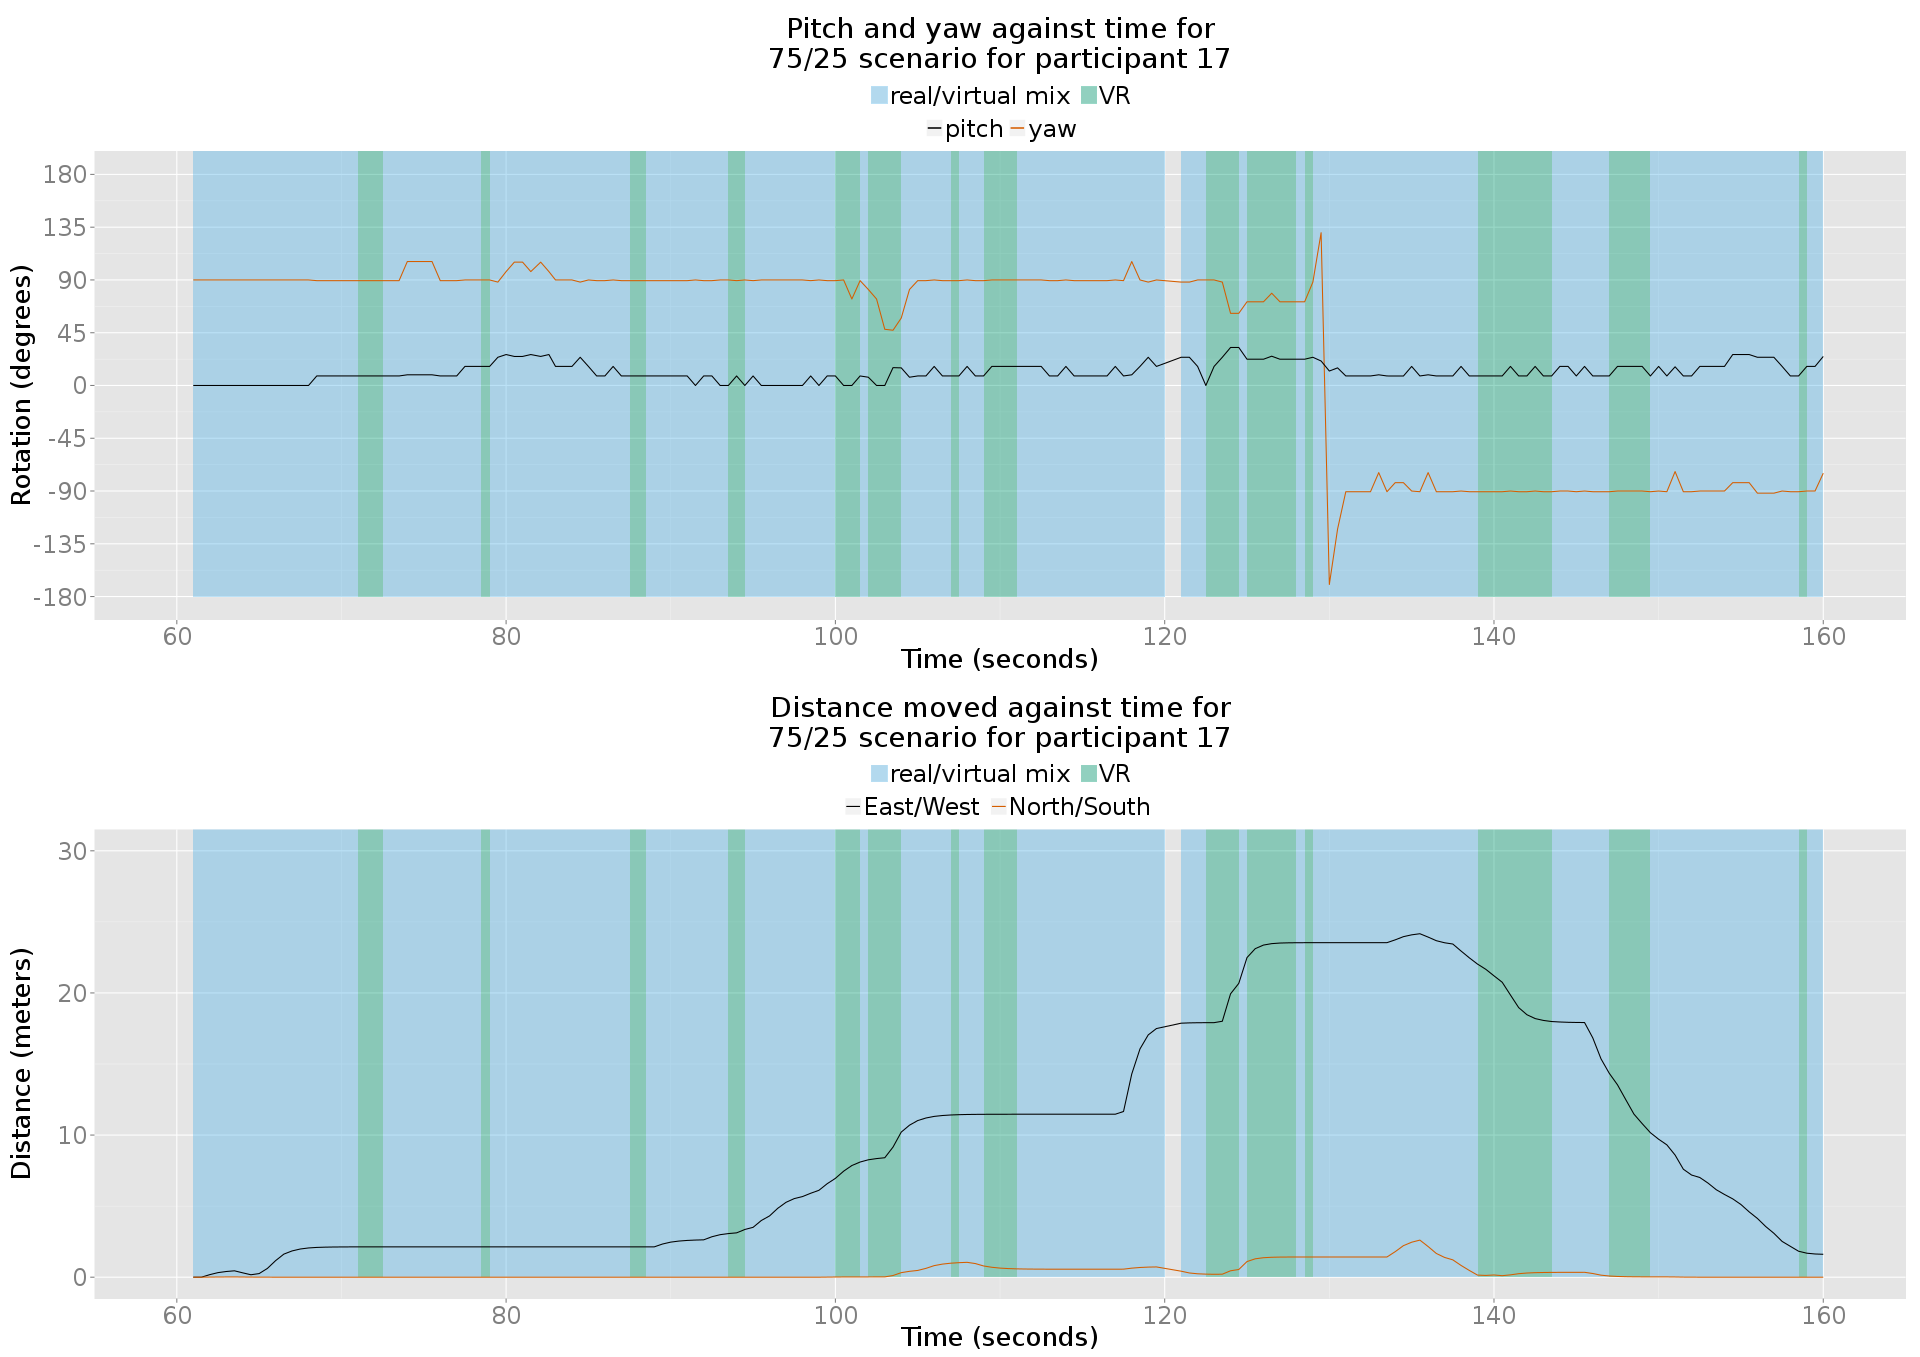 Pitch and yaw against time for
75/25 scenario for participant 17
real/virtual mix VR
pitch yaw
180
135
90
45
0
-45
-90
-135
-180
Rotation (degrees)
60 80 100 120 140 160
Time (seconds)
Distance moved against time for
75/25 scenario for participant 17
real/virtual mix VR
East/West North/South
30
20
10
0
Distance (meters)
60 80 100 120 140 160
Time (seconds)